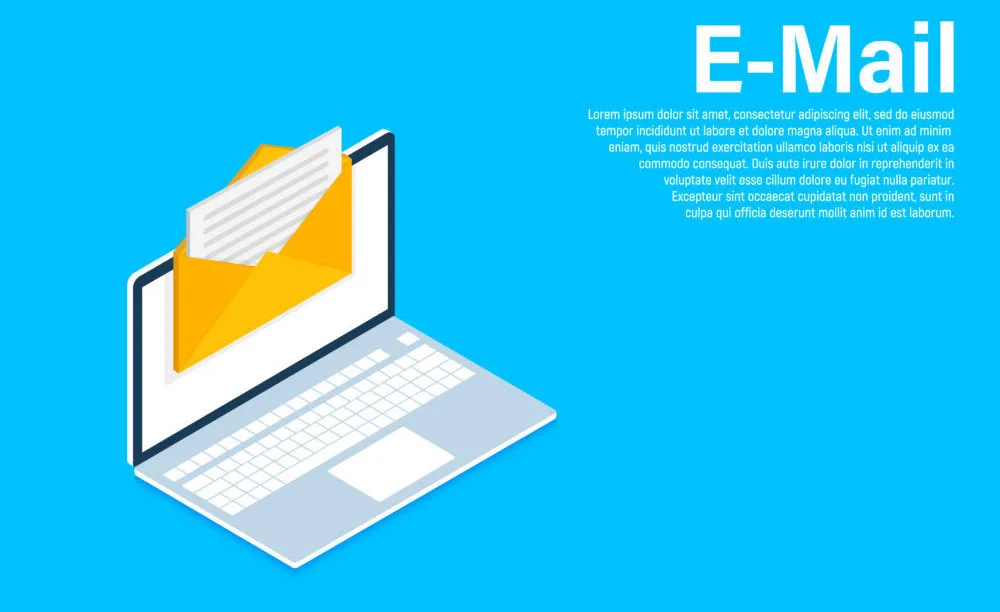 E-Mail
Lorem ipsum dolor sit amet, consectetur adipiscing elit, sed do eiusmod
tempor incididunt ut labore et dolore magna aliqua. Ut enim ad minim
eniam, quis nostrud exercitation ullamco laboris nisi ut aliquip ex ea
commodo consequat. Duis aute irure dolor in reprehenderit in
voluptate velit esse cillum dolore eu fugiat nulla pariatur.
Excepteur sint occaecat cupidatat non proident, sunt in
culpa qui officia deserunt mollit anim id est laborum.